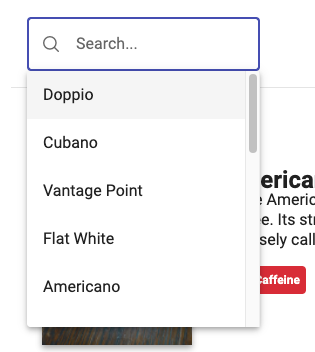 Search...
Doppio
Cubano
Vantage Point
Flat White
Americano
Caffeine